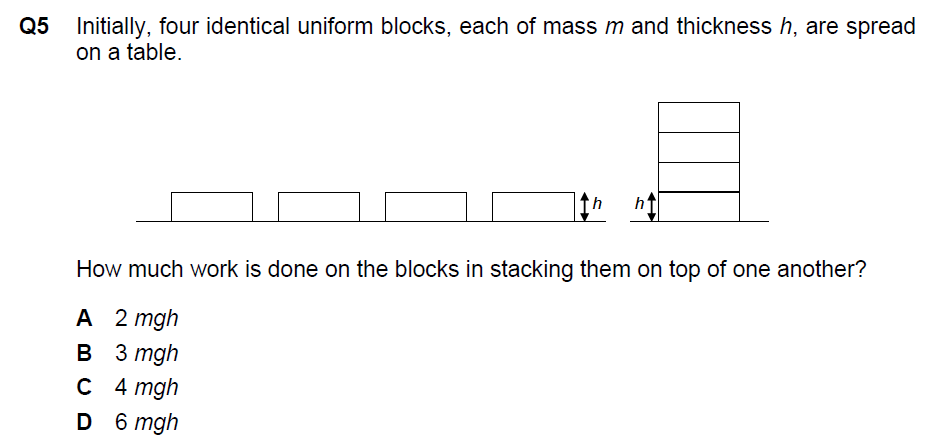 Q5 Initially, four identical uniform blocks, each of mass m and thickness h, are spread
on a table.
h h
How much work is done on the blocks in stacking them on top of one another?
A 2 mgh
B 3 mgh
C 4 mgh
D 6 mgh